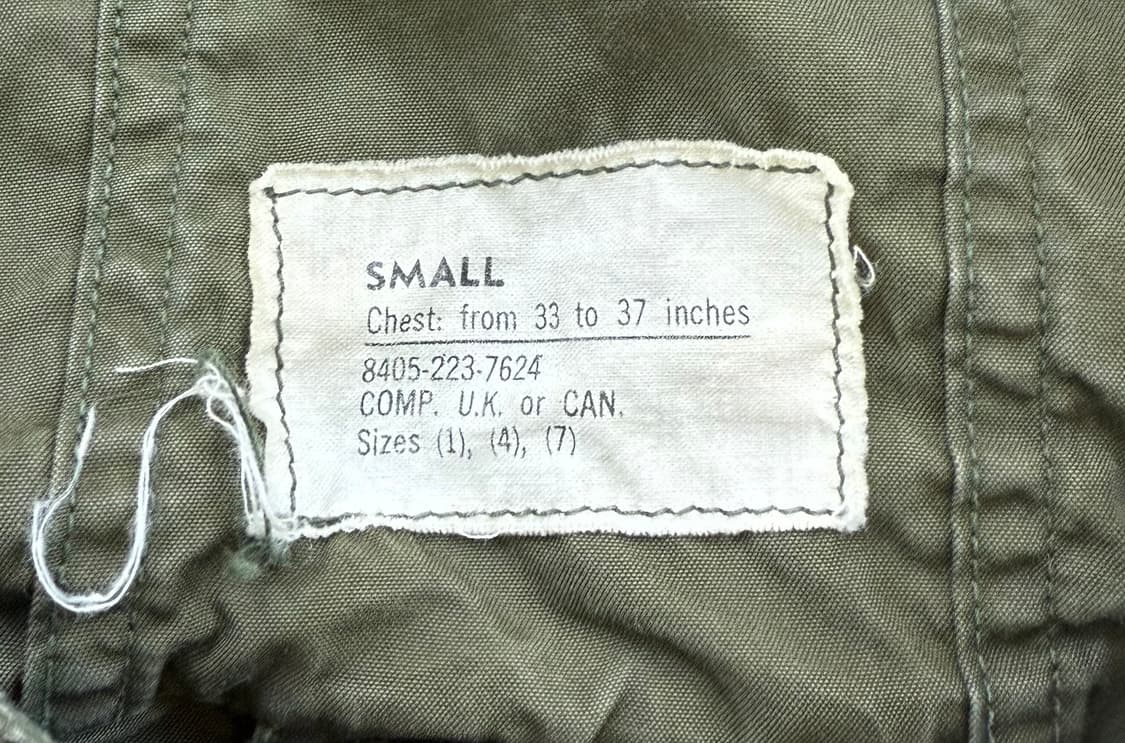 SMALL
Chest: from 33 to 37 inches
8405-223-7624
COMP. U.K. or CAN.
Sizes (1), (4), (7)